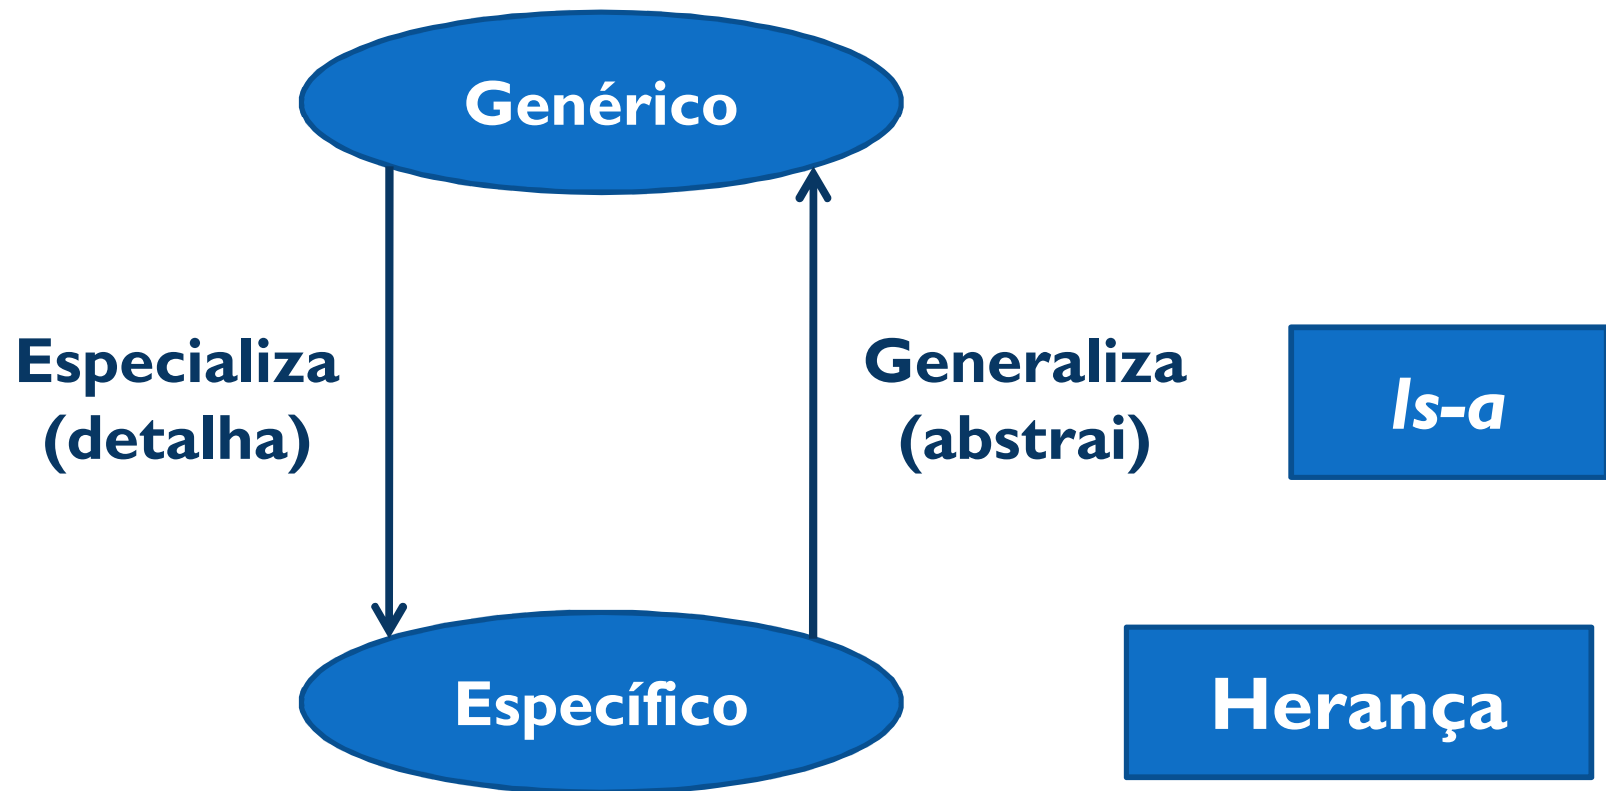 Genérico
Especializa
(detalha)
Generaliza
(abstrai)
Is-a
Específico
Herança